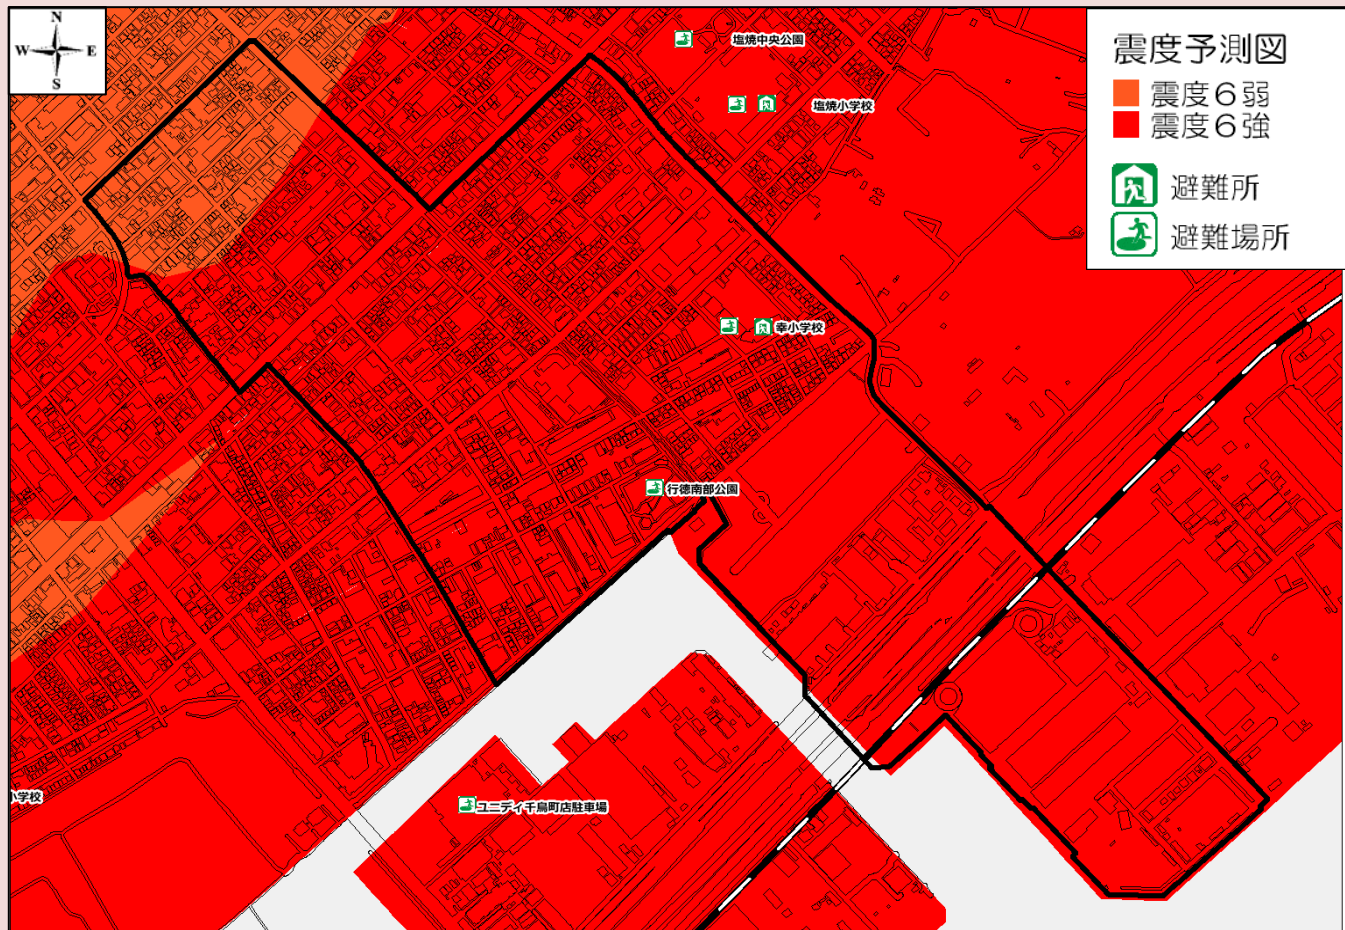 N
W E
S
震度予測図
震度６弱
震度６強
避難所
避難場所
塩焼中央公園
塩焼小学校
幸小学校
行徳南部公園
小学校
ユニディ千鳥町店駐車場